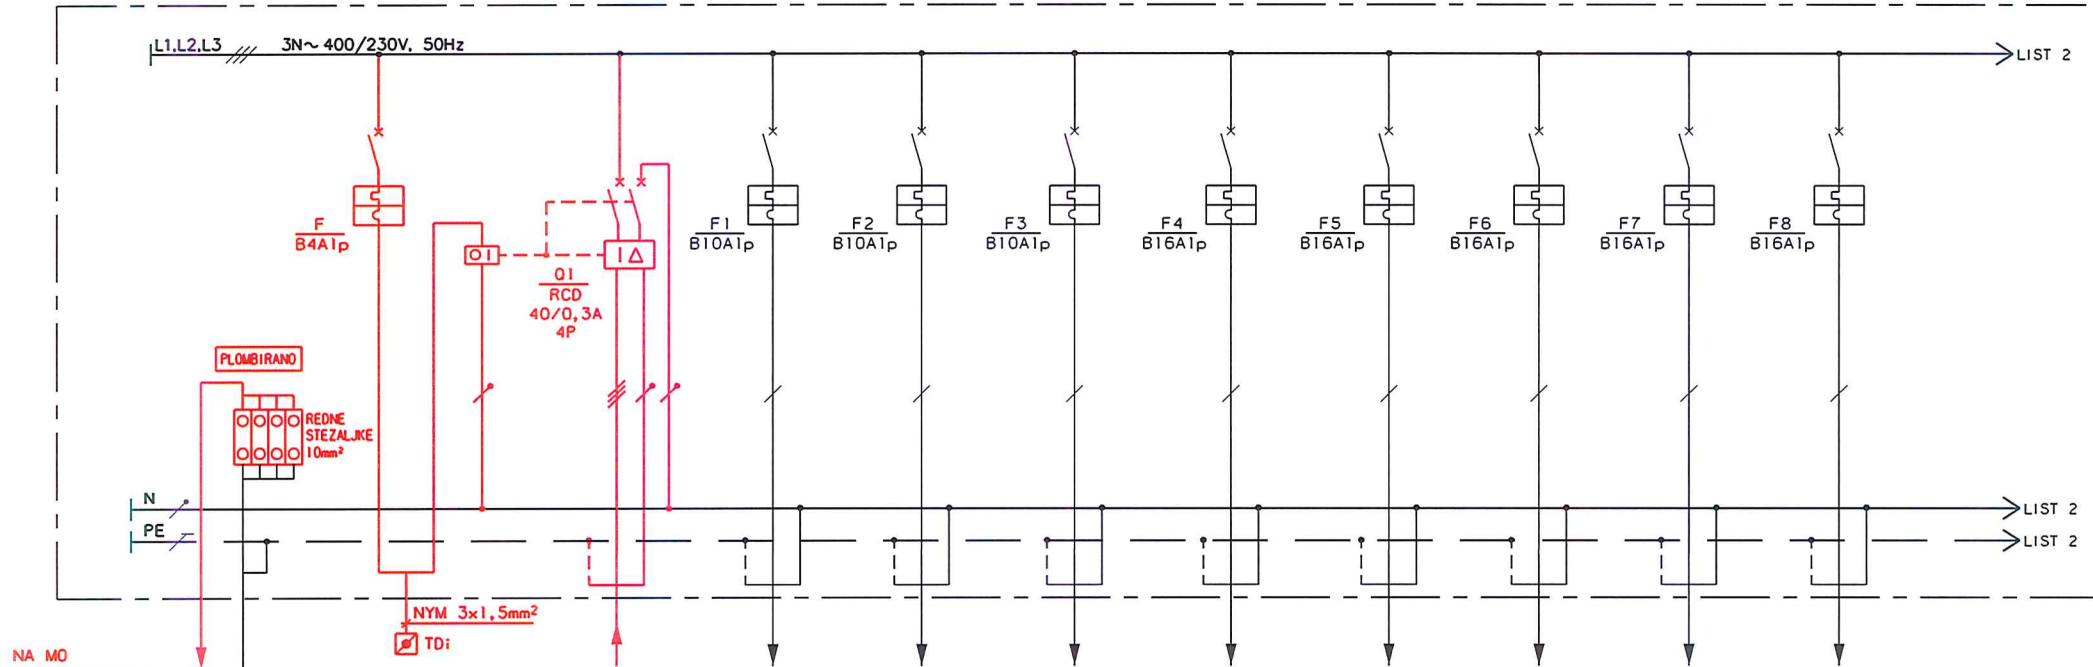 L1,L2,L3 3N~ 400/230V, 50Hz
LIST 2
F
B4A1p
OI
Q1
RCD
40/0,3A
4P
I△
F1
B10A1p
F2
B10A1p
F3
B10A1p
F4
B16A1p
F5
B16A1p
F6
B16A1p
F7
B16A1p
F8
B16A1p
PLOMBIRANO
REDNE
STEZALJKE
10mm²
N
LIST 2
PE
LIST 2
NYM 3x1,5mm²
TDi
NA MO